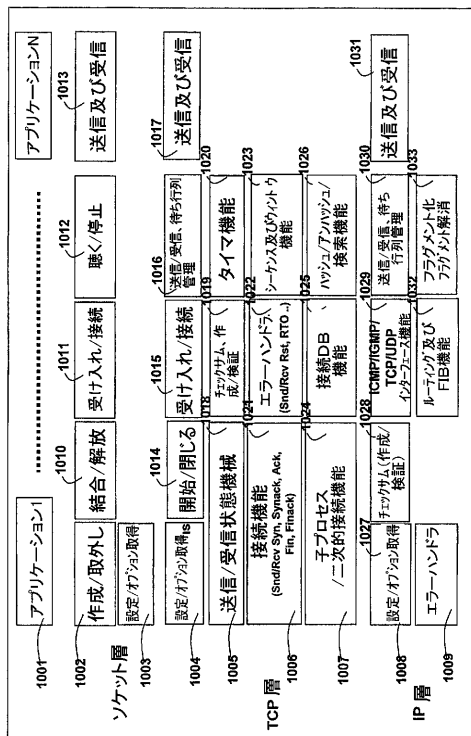 アプリケーション1
アプリケーションN
1001
ソケット層
1002
作成/取外し
1010
結合/解放
1011
受け入れ/接続
1012
聴く/停止
1013
送信及び受信
1003
設定/オプション取得
TCP 層
1004
設定/オプション取得IS
1014
開始/閉じる
1015
受け入れ/接続
1016
送信/受信、待ち行列
管理
1017
送信及び受信
1005
送信/受信状態機械
1018
チェックサム、作
成/検証
1019
タイマ機能
1020
1006
接続機能
(Snd/Rcv Syn, Synack, Ack,
Fin, Finack)
1021
エラーハンドラ、
(Snd/Rcv Rst, RTO ..)
1022
シーケンス及びウィントウ
機能
1023
1007
子プロセス
/二次的接続機能
1024
接続DB
機能
1025
ハッシュ/アンハッシュ/
検索機能
1026
IP 層
1008
設定/オプション取得
1027
チェックサム(作成/
検証)
1028
ICMP/IGMP/
TCP/UDP
インターフェース機能
1029
送信/受信、待ち
行列管理
1030
送信及び受信
1031
1009
エラーハンドラ
ルーティング及び
FIB機能
1032
フラグメント化
フラグメント解消
1033